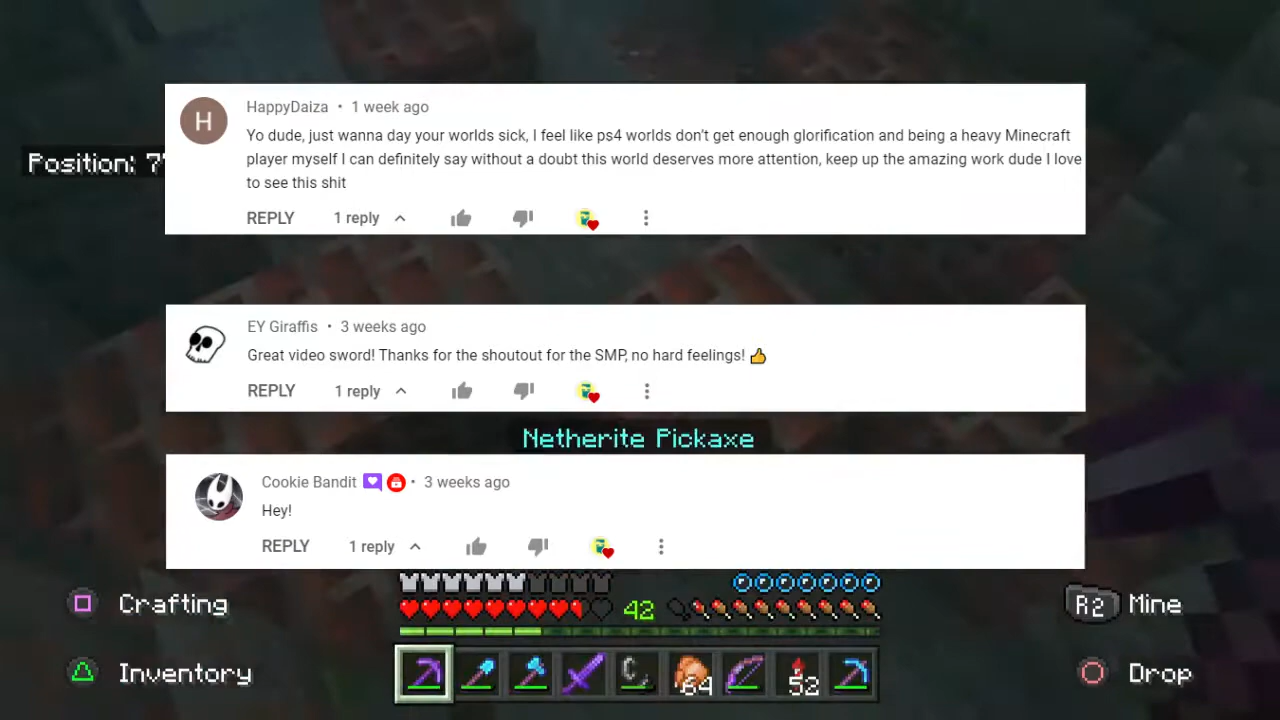 HappyDaiza • 1 week ago
Yo dude, just wanna day your worlds sick, I feel like ps4 worlds don't get enough glorification and being a heavy Minecraft
player myself I can definitely say without a doubt this world deserves more attention, keep up the amazing work dude I love
to see this shit
REPLY 1 reply
H
Position: 7
EY Giraffis • 3 weeks ago
Great video sword! Thanks for the shoutout for the SMP, no hard feelings! 👍
REPLY 1 reply
Netherite Pickaxe
Cookie Bandit • 3 weeks ago
Hey!
REPLY 1 reply
42
Crafting
R2 Mine
Inventory
64
52
Drop